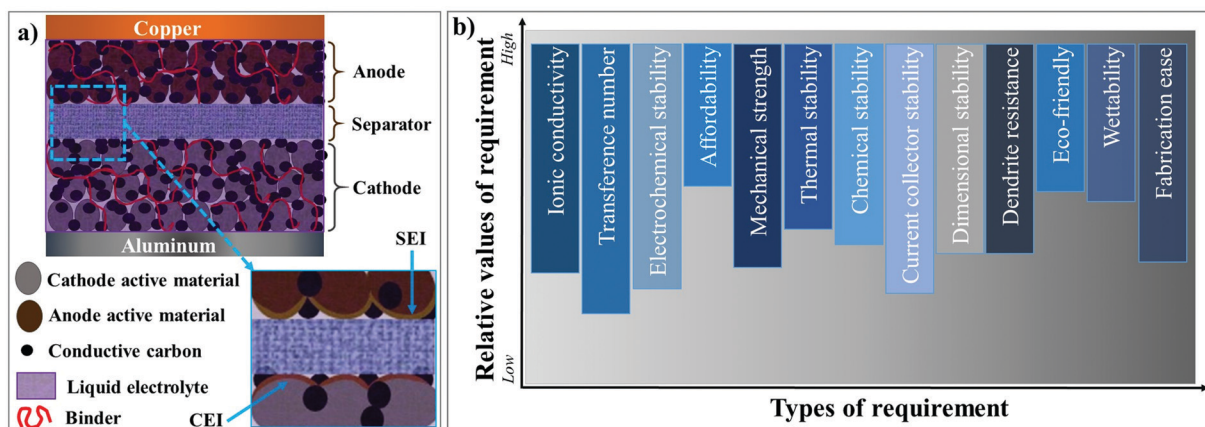 a)
Copper
Anode
Separator
Cathode
Aluminum
SEI
Cathode active material
Anode active material
Conductive carbon
Liquid electrolyte
Binder
CEI
b)
Relative values of requirement
High
Low
Ionic conductivity
Transference number
Electrochemical stability
Affordability
Mechanical strength
Thermal stability
Chemical stability
Current collector stability
Dimensional stability
Dendrite resistance
Eco-friendly
Wettability
Fabrication ease
Types of requirement